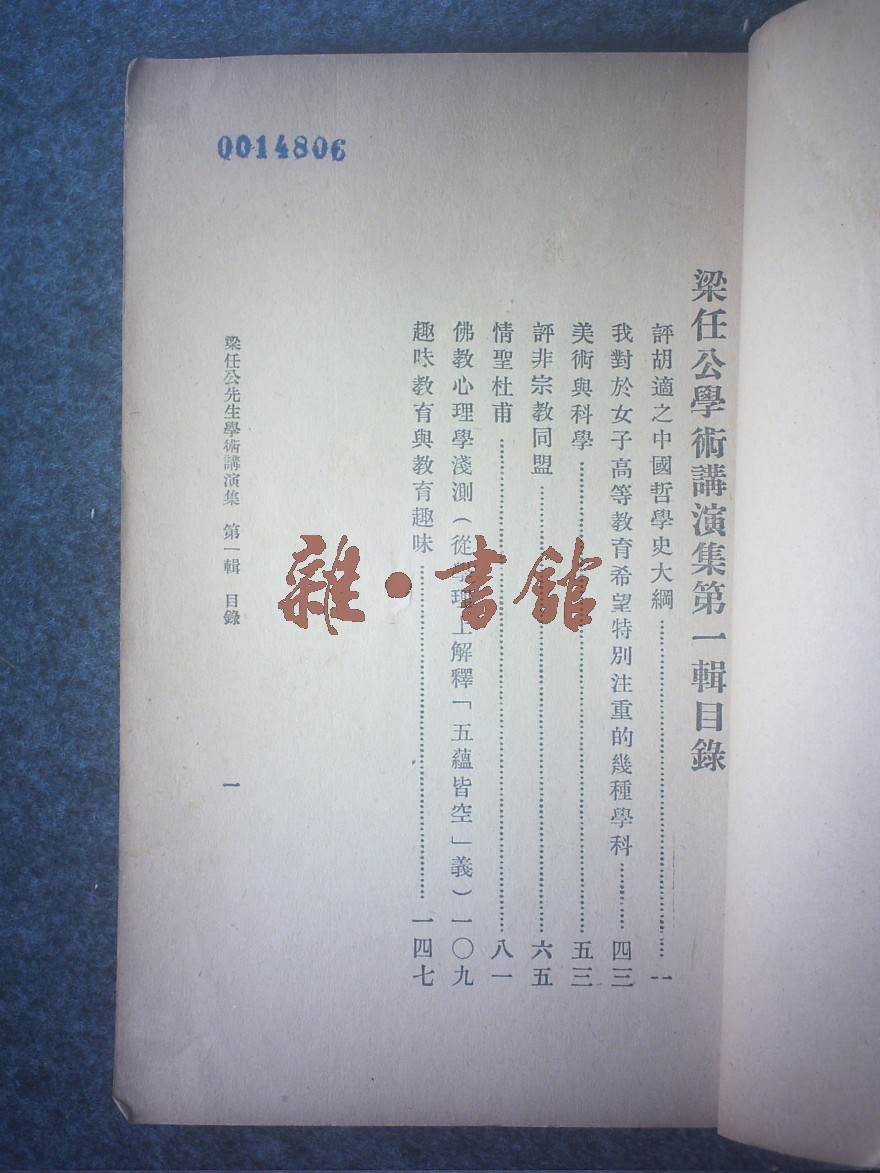 梁任公學術講演集第一輯目錄
評胡適之中國哲學史大綱…………一
我對於女子高等教育希望特別注重的幾種學科…………四三
美術與科學…………五三
評非宗教同盟…………六五
情聖杜甫…………八一
佛教心理學淺測(從學理上解釋「五蘊皆空」義)一〇九
趣味教育與教育趣味…………一四七
梁任公先生學術講演集 第一輯 目錄 一
0014806
雜·書館